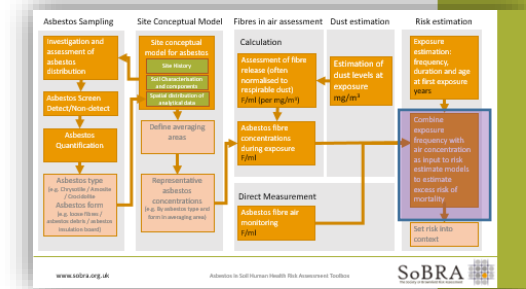 Asbestos Sampling
Site Conceptual Model
Fibres in air assessment
Dust estimation
Risk estimation
Investigation and
assessment of
asbestos
distribution
Asbestos Screen
Detect/Non-detect
Asbestos
Quantification
Asbestos type
(e.g. Chrysotile / Amosite
/ Crocidolite)
Asbestos form
(e.g. loose fibres /
asbestos debris / asbestos
insulation board)
Site conceptual
model for asbestos
Site History
Soil Characterisation
and components
Spatial distribution of
analytical data
Define averaging
areas
Representative
asbestos
concentrations
(e.g. By asbestos type and
form in averaging area)
Calculation
Assessment of fibre
release (often
normalised to
respirable dust)
F/ml (per mg/m³)
Asbestos fibre
concentrations
during exposure
F/ml
Direct Measurement
Asbestos fibre air
monitoring
F/ml
Estimation of
dust levels at
exposure
mg/m³
Exposure
estimation:
frequency,
duration and age
at first exposure
years
Combine
exposure
frequency with
air concentration
as input to risk
estimate models
to estimate
excess risk of
mortality
Set risk into
context
www.sobra.org.uk
Asbestos in Soil Human Health Risk Assessment Toolbox
SoBRA